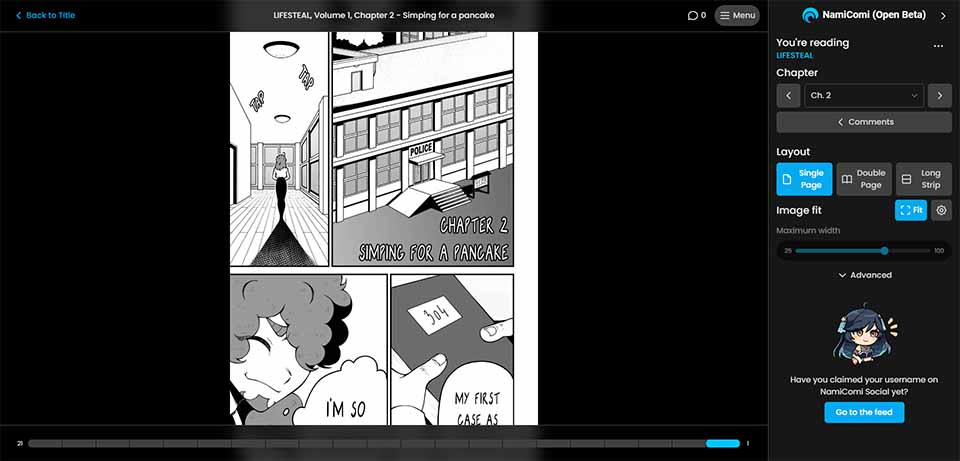 Back to Title
LIFESTEAL, Volume 1, Chapter 2 - Simping for a pancake
0
Menu
NamiComi (Open Beta)
You're reading
LIFESTEAL
Chapter
Ch. 2
Comments
Layout
Single
Page
Double
Page
Long
Strip
Image fit
Fit
Maximum width
25
100
Advanced
Have you claimed your username on
NamiComi Social yet?
Go to the feed
TAP
TAP
POLICE
CHAPTER 2
SIMPING FOR A PANCAKE
304
I'M SO
MY FIRST
CASE AS
21
1